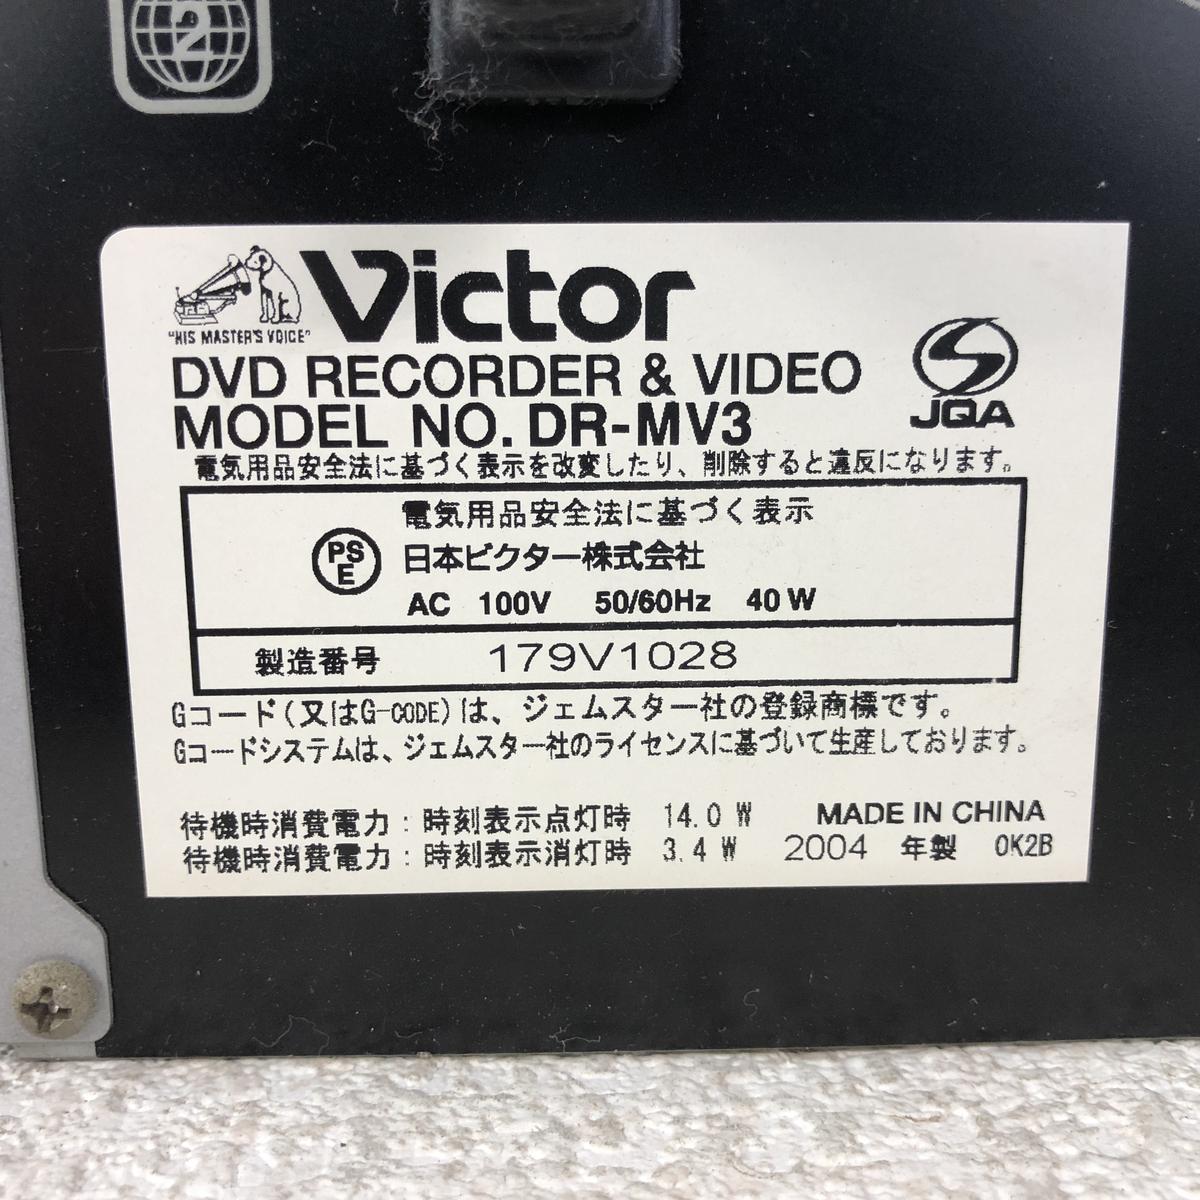 2
"HIS MASTER'S VOICE"
Victor
DVD RECORDER & VIDEO
MODEL NO. DR-MV3
JQA
電気用品安全法に基づく表示を改変したり、削除すると違反になります。
電気用品安全法に基づく表示
PS
E
日本ビクター株式会社
AC 100V 50/60Hz 40 W
製造番号 179V1028
Gコード(又はG-CODE)は、ジェムスター社の登録商標です。
Gコードシステムは、ジェムスター社のライセンスに基づいて生産しております。
待機時消費電力:時刻表示点灯時 14.0 W MADE IN CHINA
待機時消費電力:時刻表示消灯時 3.4 W 2004 年製 0K2B